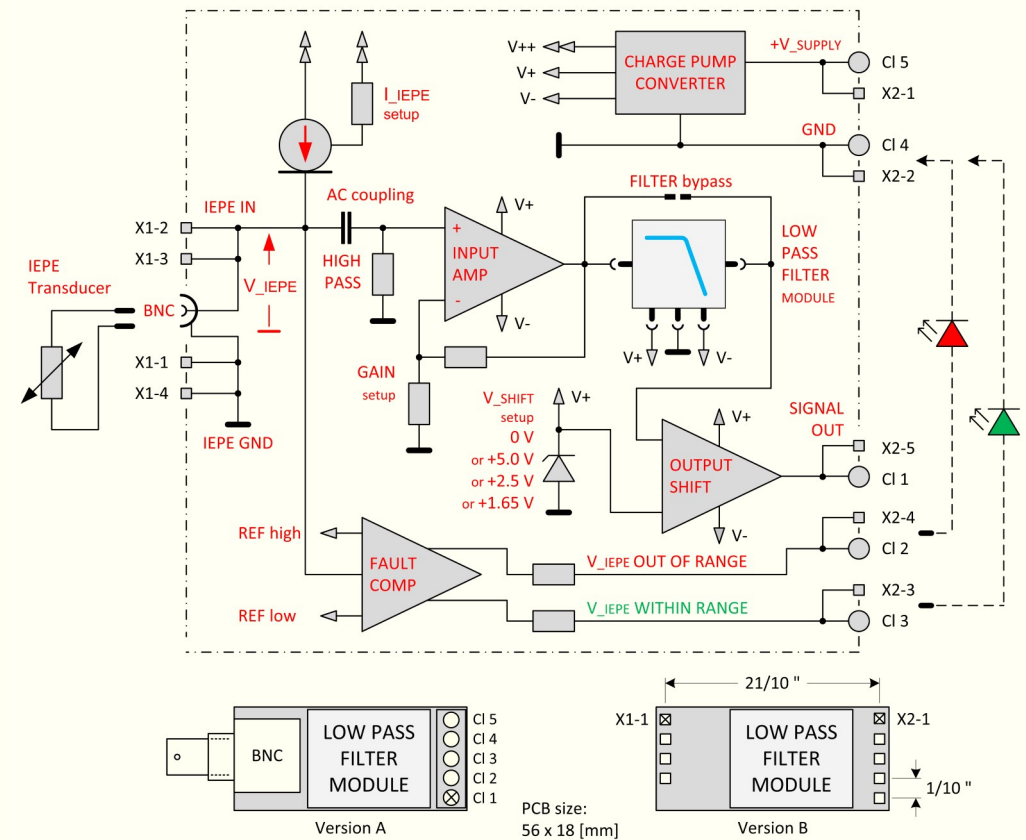 V++
V+
V-
CHARGE PUMP
CONVERTER
+V_SUPPLY
Cl 5
X2-1
GND
Cl 4
X2-2
I_IEPE
setup
IEPE IN
AC coupling
X1-2
X1-3
IEPE
Transducer
BNC
V_IEPE
X1-1
X1-4
IEPE GND
HIGH
PASS
+
INPUT
AMP
-
V+
V-
FILTER bypass
LOW
PASS
FILTER
MODULE
V+
V-
GAIN
setup
V_SHIFT
setup
0 V
or +5.0 V
or +2.5 V
or +1.65 V
V+
OUTPUT
SHIFT
V+
V-
SIGNAL
OUT
X2-5
Cl 1
X2-4
Cl 2
X2-3
Cl 3
REF high
FAULT
COMP
REF low
V_IEPE OUT OF RANGE
V_IEPE WITHIN RANGE
BNC
LOW PASS
FILTER
MODULE
Cl 5
Cl 4
Cl 3
Cl 2
Cl 1
Version A
PCB size:
56 x 18 [mm]
21/10 "
X1-1
X2-1
LOW PASS
FILTER
MODULE
1/10 "
Version B